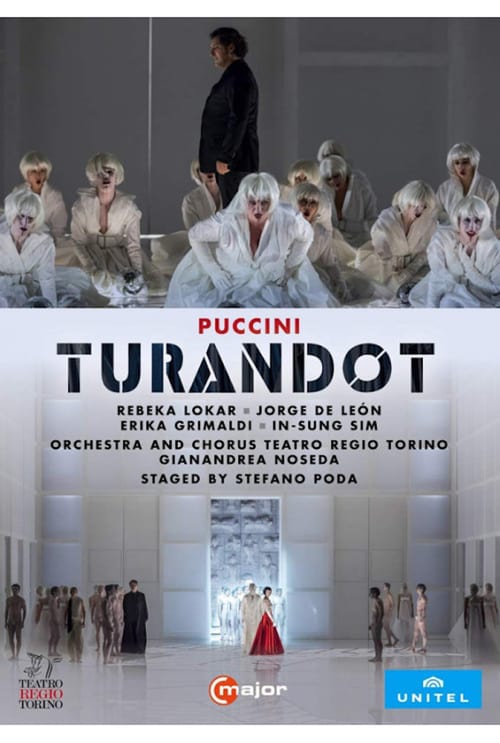 PUCCINI
TURANDOT
REBEKA LOKAR ▪ JORGE DE LEÓN
ERIKA GRIMALDI ▪ IN-SUNG SIM
ORCHESTRA AND CHORUS TEATRO REGIO TORINO
GIANANDREA NOSEDA
STAGED BY STEFANO PODA
TEATRO
REGIO
TORINO
C major
UNITEL